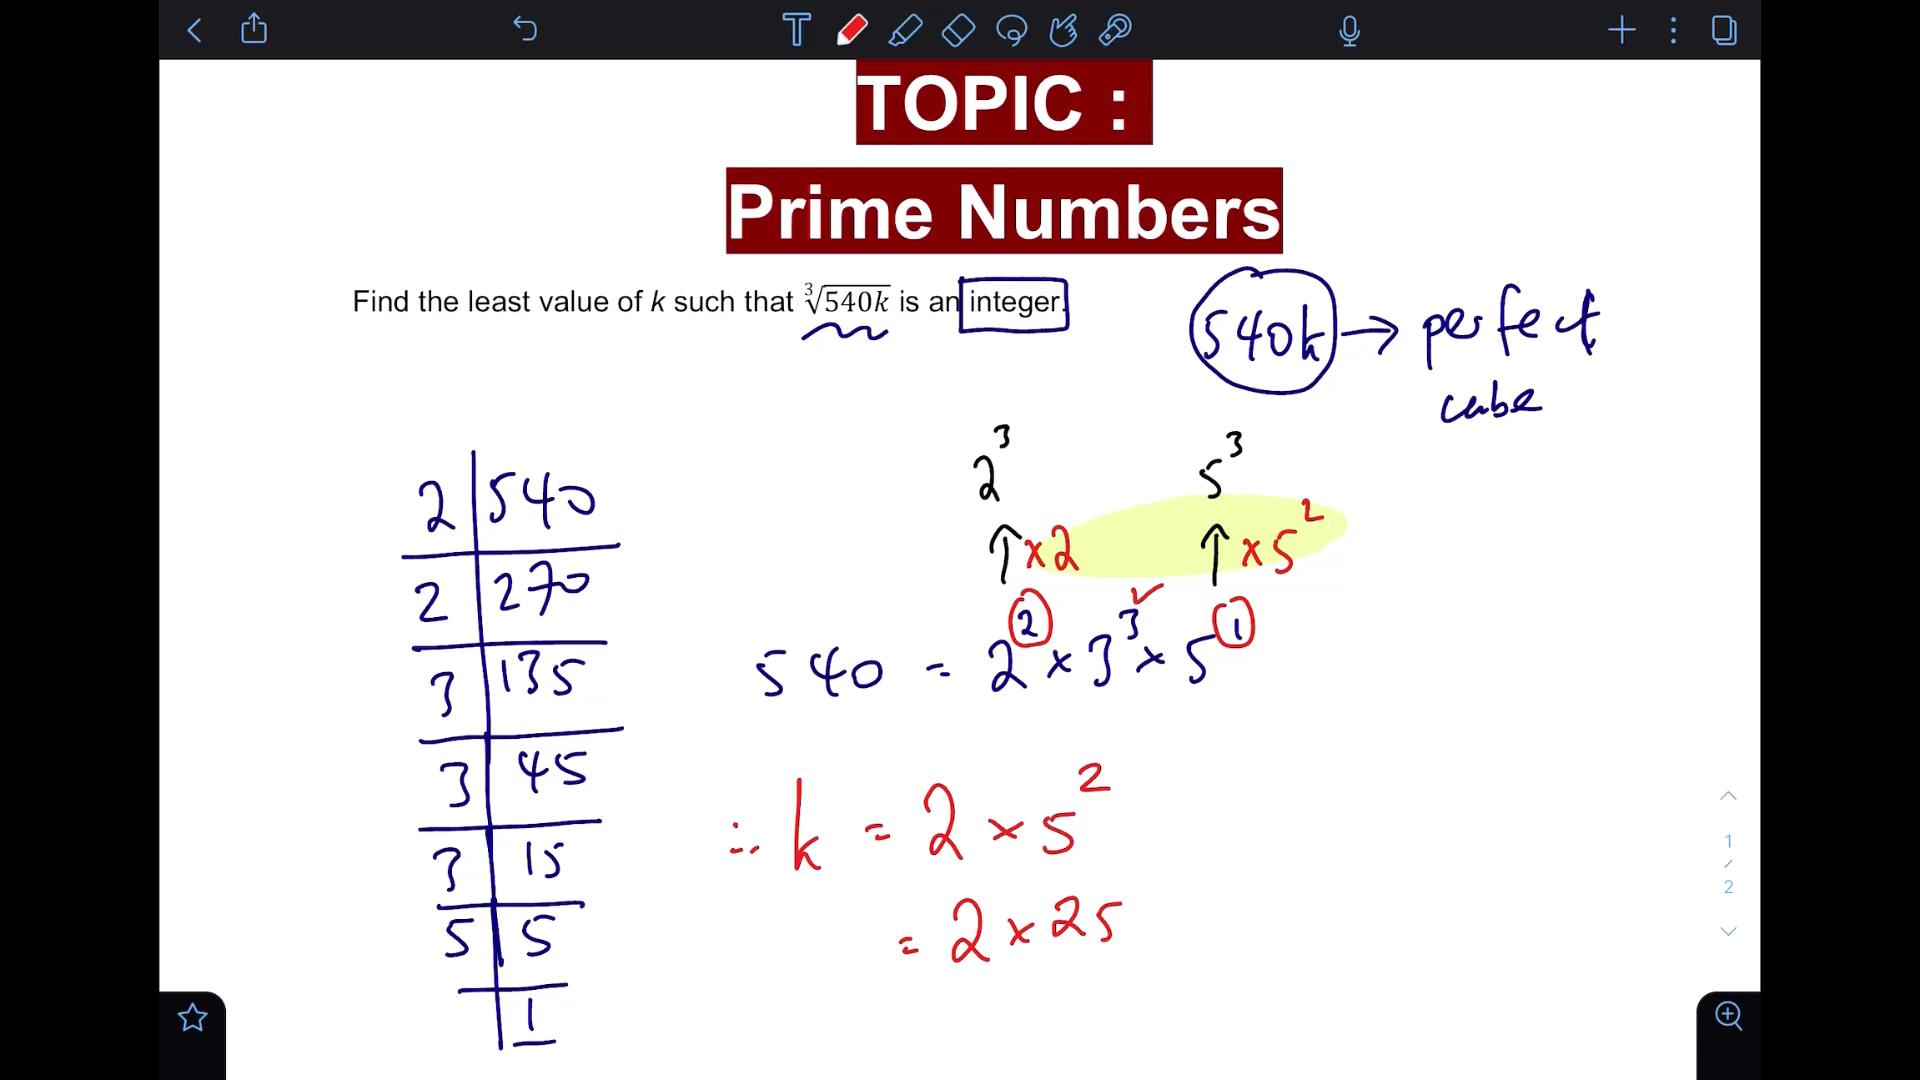 TOPIC :
Prime Numbers
Find the least value of k such that ∛540k is an integer.
540k → perfect
cube
2³ 5³
↑×2 ↑×5²
540 = 2² × 3³ × 5¹
2 | 540
2 | 270
3 | 135
3 | 45
3 | 15
5 | 5
1
∴ k = 2 × 5²
= 2 × 25
1
/
2